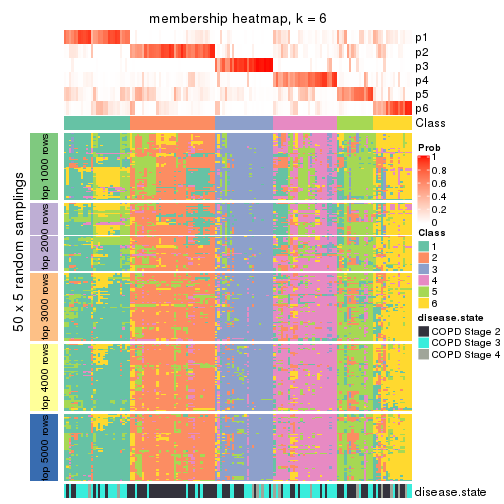 membership heatmap, k = 6
p1
p2
p3
p4
p5
p6
Class
50 x 5 random samplings
top 1000 rows
top 2000 rows
top 3000 rows
top 4000 rows
top 5000 rows
Prob
1
0.8
0.6
0.4
0.2
0
Class
1
2
3
4
5
6
disease.state
COPD Stage 2
COPD Stage 3
COPD Stage 4
disease.state